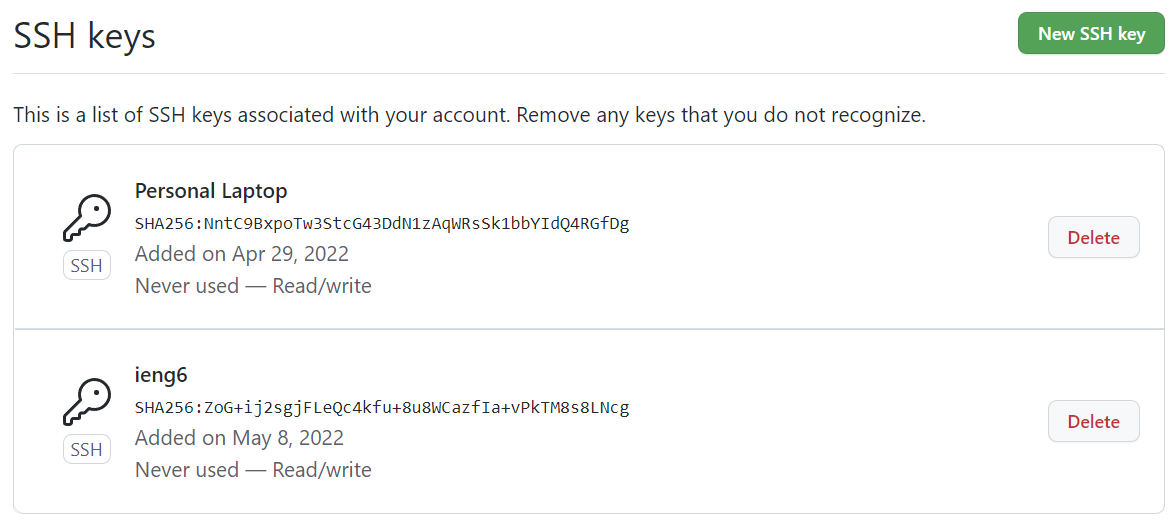 SSH keys
New SSH key
This is a list of SSH keys associated with your account. Remove any keys that you do not recognize.
Personal Laptop
SHA256:NntC9BxpoTw3StcG43DdN1zAqWRsSk1bbYIdQ4RGfDg
Added on Apr 29, 2022
Never used — Read/write
SSH
Delete
ieng6
SHA256:ZoG+ij2sgjFLeQc4kfu+8u8WCazfIa+vPkTM8s8LNcg
Added on May 8, 2022
Never used — Read/write
SSH
Delete